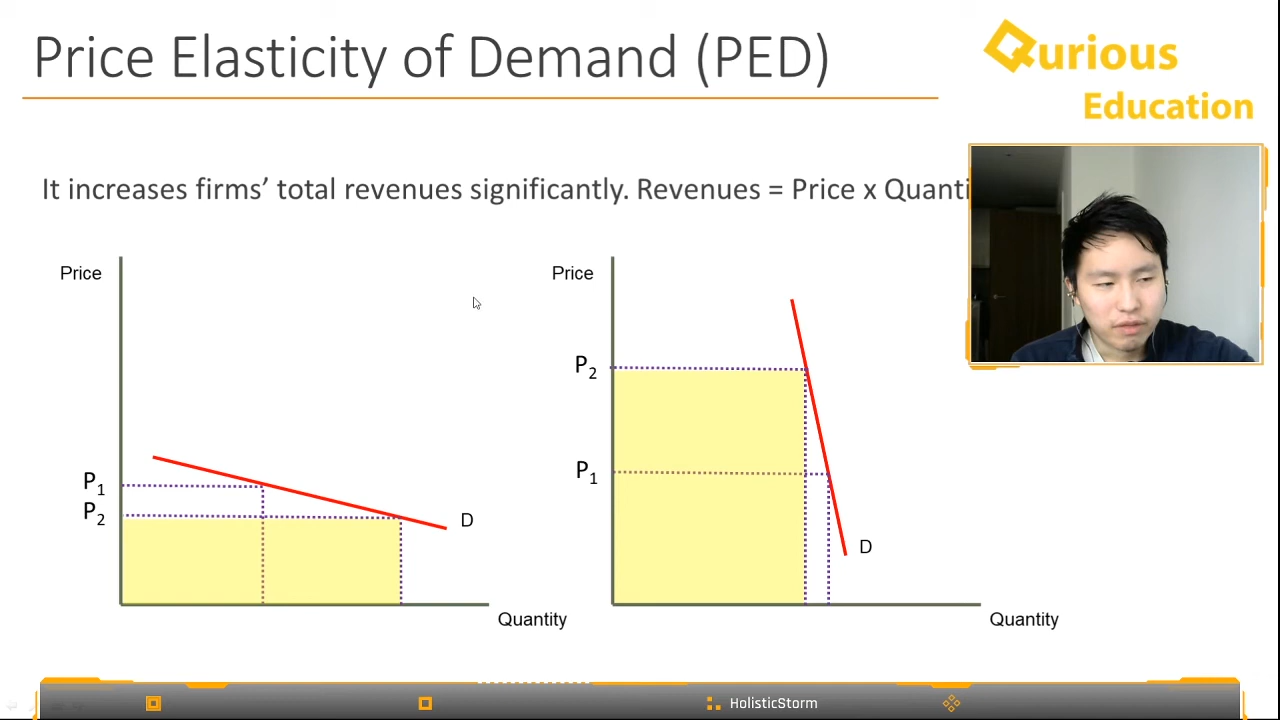 Price Elasticity of Demand (PED)
Qurious
Education
It increases firms’ total revenues significantly. Revenues = Price x Quanti
Price
P1
P2
D
Quantity
Price
P2
P1
D
Quantity
HolisticStorm